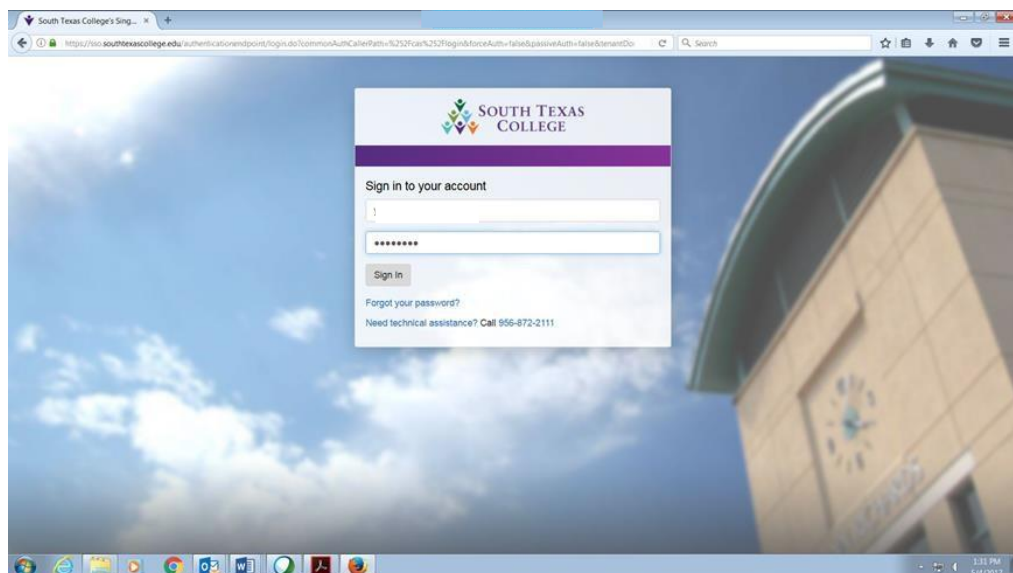 South Texas College's Sing...
https://sso.southtexascollege.edu/authenticationendpoint/login.do?commonAuthCallerPath=%252Fcas%252Flogin&forceAuth=false&passiveAuth=false&tenantDo
Search
SOUTH TEXAS
COLLEGE
Sign in to your account
Sign In
Forgot your password?
Need technical assistance? Call 956-872-2111
1:31 PM